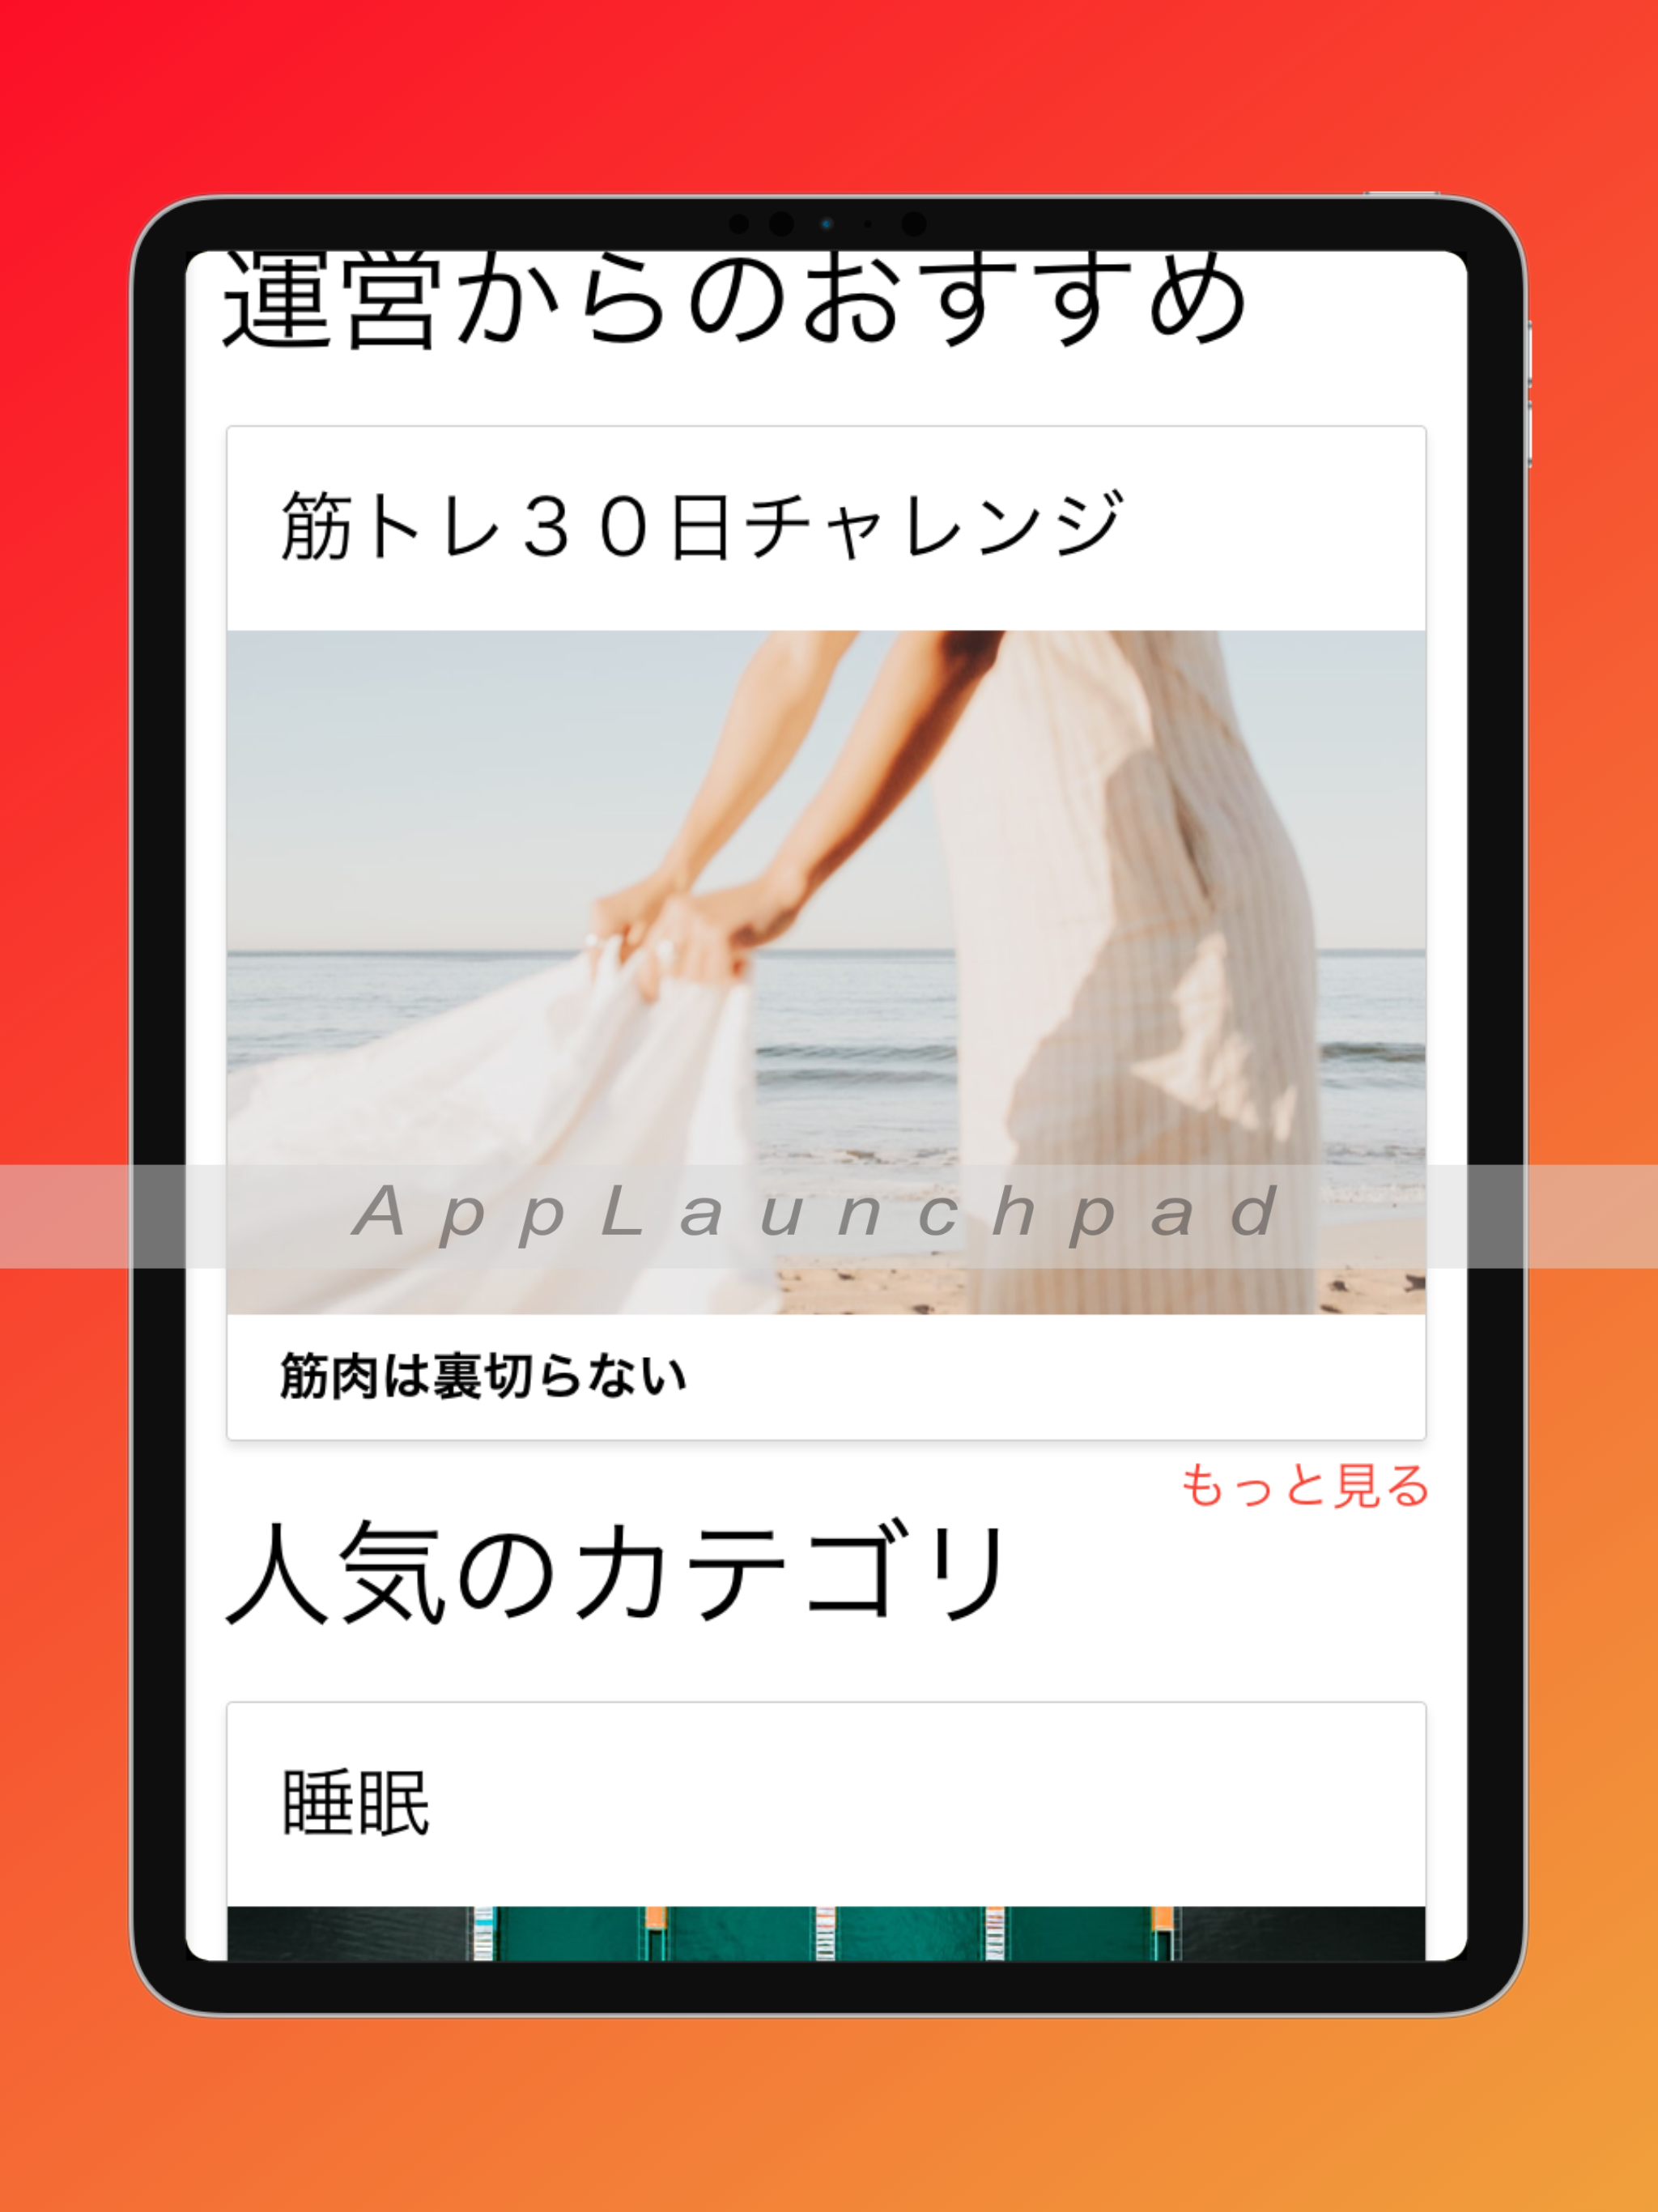 運営からのおすすめ
筋トレ３０日チャレンジ
AppLaunchpad
筋肉は裏切らない
もっと見る
人気のカテゴリ
睡眠